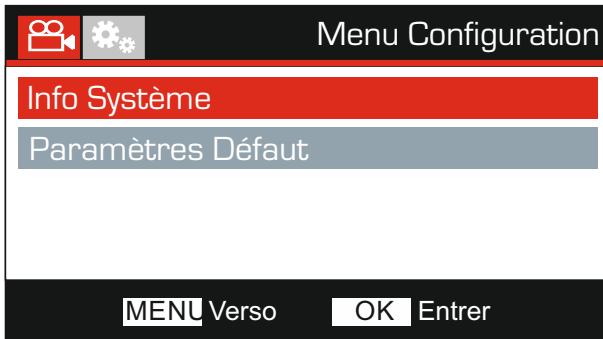 Menu Configuration
Info Système
Paramètres Défaut
MENU Verso OK Entrer